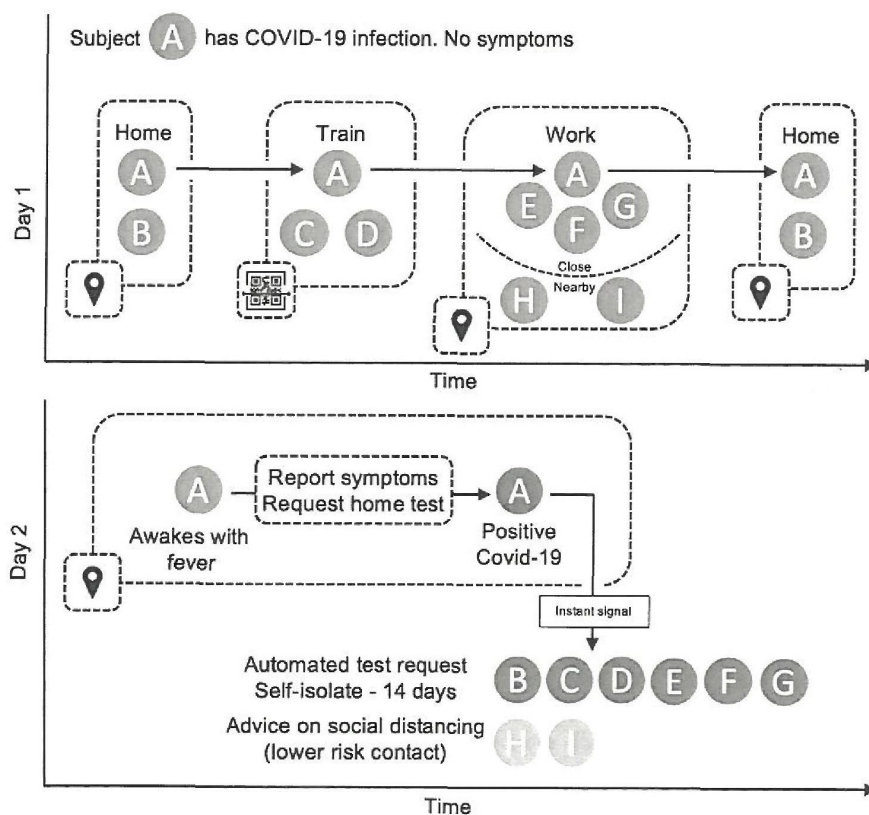 Subject A has COVID-19 infection. No symptoms
Home
Train
Work
Home
A
A
A
A
E
G
B
C
D
F
B
Close
Nearby
H
I
Day 1
Time
A
Report symptoms
Request home test
A
Awakes with
fever
Positive
Covid-19
Instant signal
Automated test request
Self-isolate - 14 days
B C D E F G
Advice on social distancing
(lower risk contact)
H I
Day 2
Time